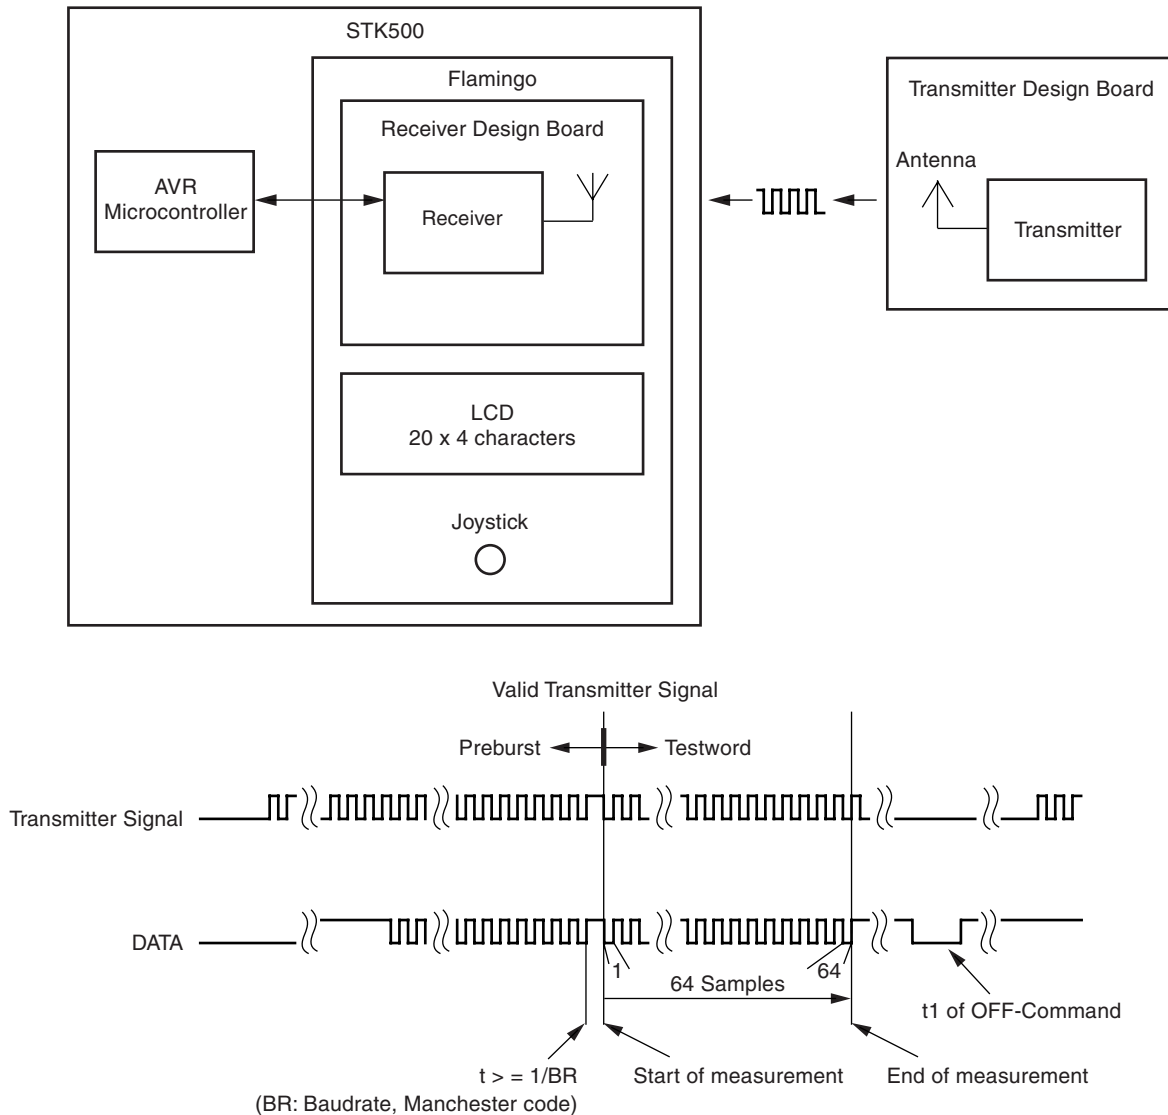 STK500
Flamingo
Receiver Design Board
Receiver
AVR
Microcontroller
Transmitter Design Board
Antenna
Transmitter
LCD
20 x 4 characters
Joystick
Valid Transmitter Signal
Preburst
Testword
Transmitter Signal
DATA
1
64
64 Samples
t1 of OFF-Command
t > = 1/BR
(BR: Baudrate, Manchester code)
Start of measurement
End of measurement